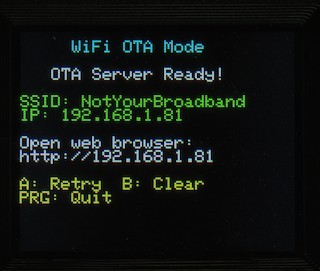 WiFi OTA Mode
OTA Server Ready!
SSID: NotYourBroadband
IP: 192.168.1.81
Open web browser:
http://192.168.1.81
A: Retry B: Clear
PRG: Quit